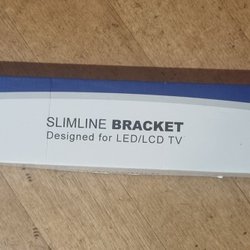 SLIMLINE BRACKET
Designed for LED/LCD TV